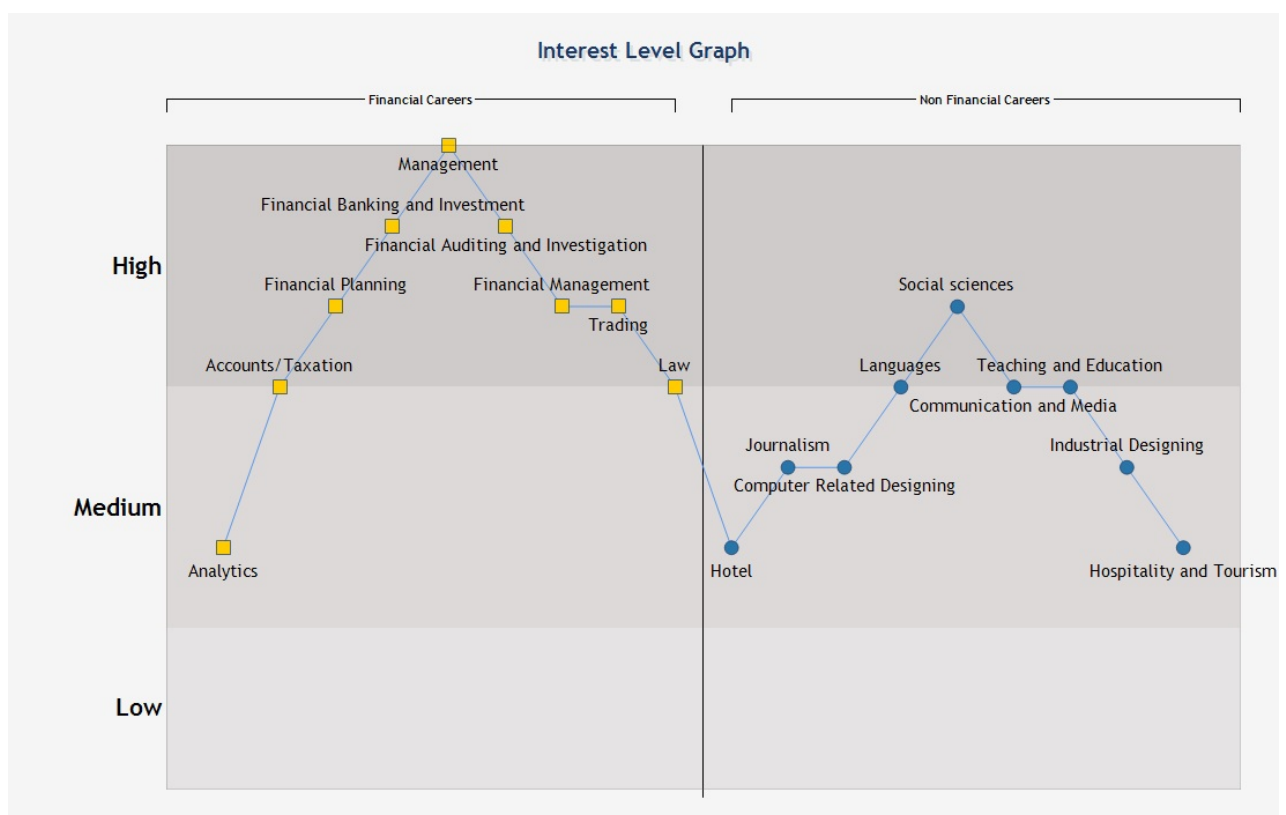 Interest Level Graph
Financial Careers
Non Financial Careers
Management
Financial Banking and Investment
Financial Auditing and Investigation
High
Financial Planning
Financial Management
Social sciences
Trading
Accounts/Taxation
Law
Languages
Teaching and Education
Communication and Media
Journalism
Industrial Designing
Computer Related Designing
Medium
Analytics
Hotel
Hospitality and Tourism
Low